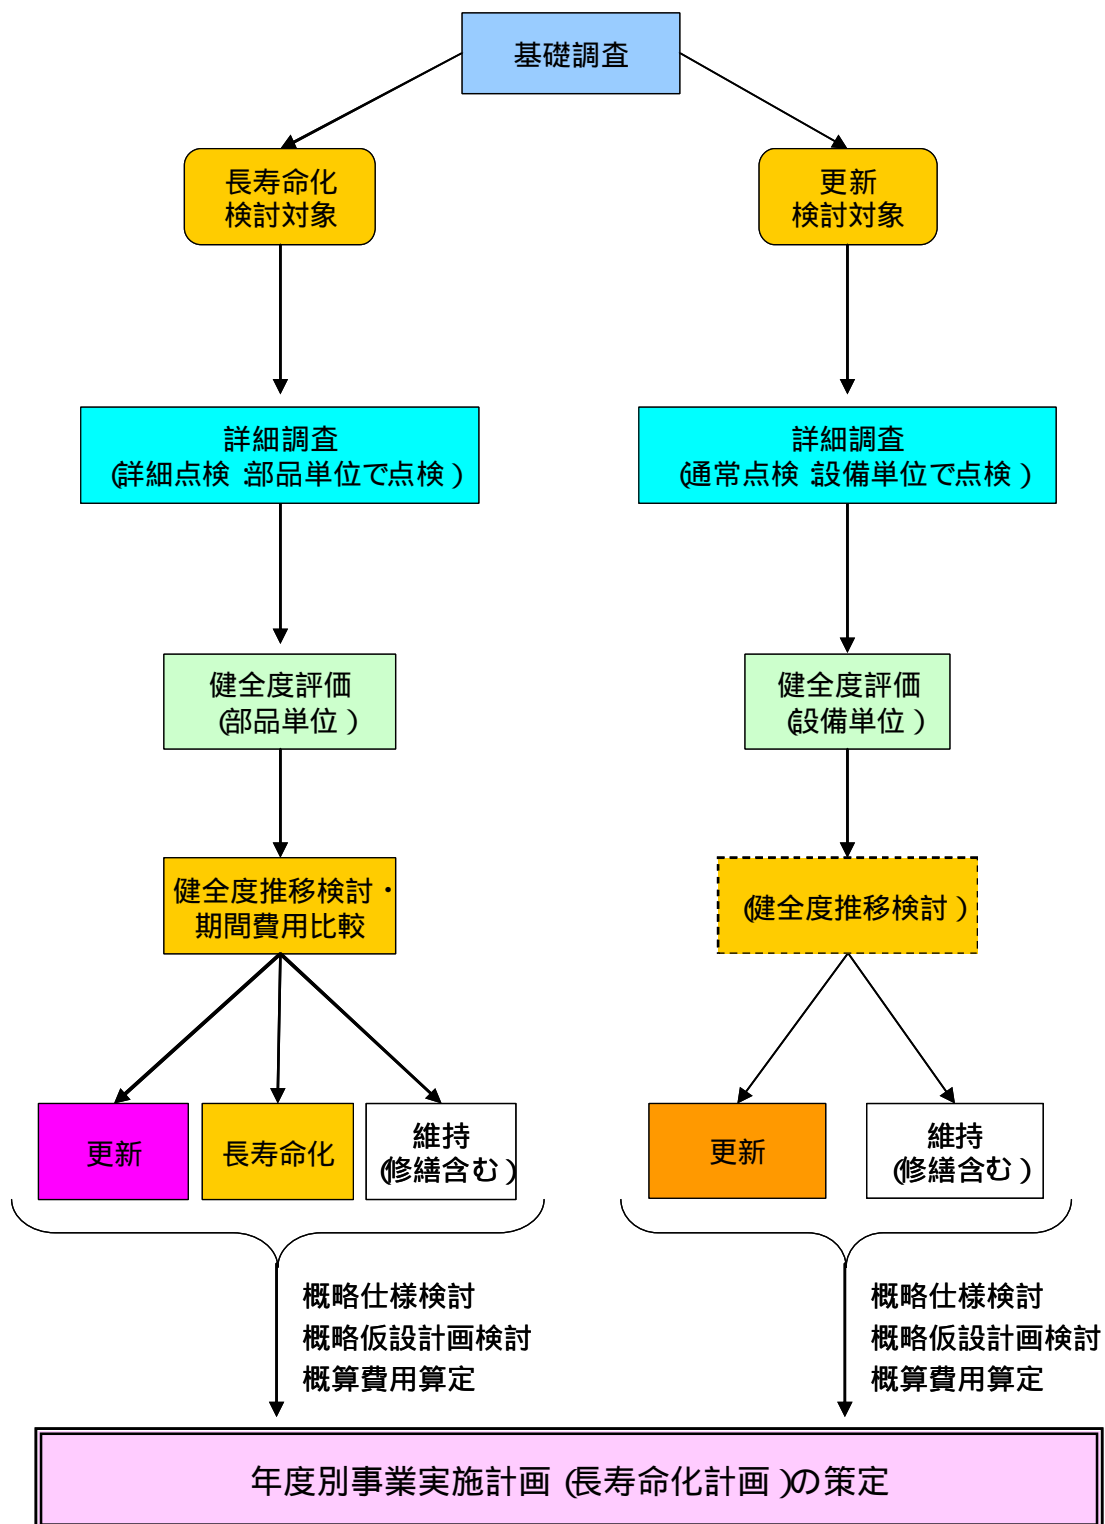 基礎調査
長寿命化
検討対象
更新
検討対象
詳細調査
(詳細点検:部品単位で点検)
詳細調査
(通常点検:設備単位で点検)
健全度評価
(部品単位)
健全度評価
(設備単位)
健全度推移検討・
期間費用比較
(健全度推移検討)
更新
長寿命化
維持
(修繕含む)
更新
維持
(修繕含む)
概略仕様検討
概略仮設計画検討
概算費用算定
概略仕様検討
概略仮設計画検討
概算費用算定
年度別事業実施計画(長寿命化計画)の策定